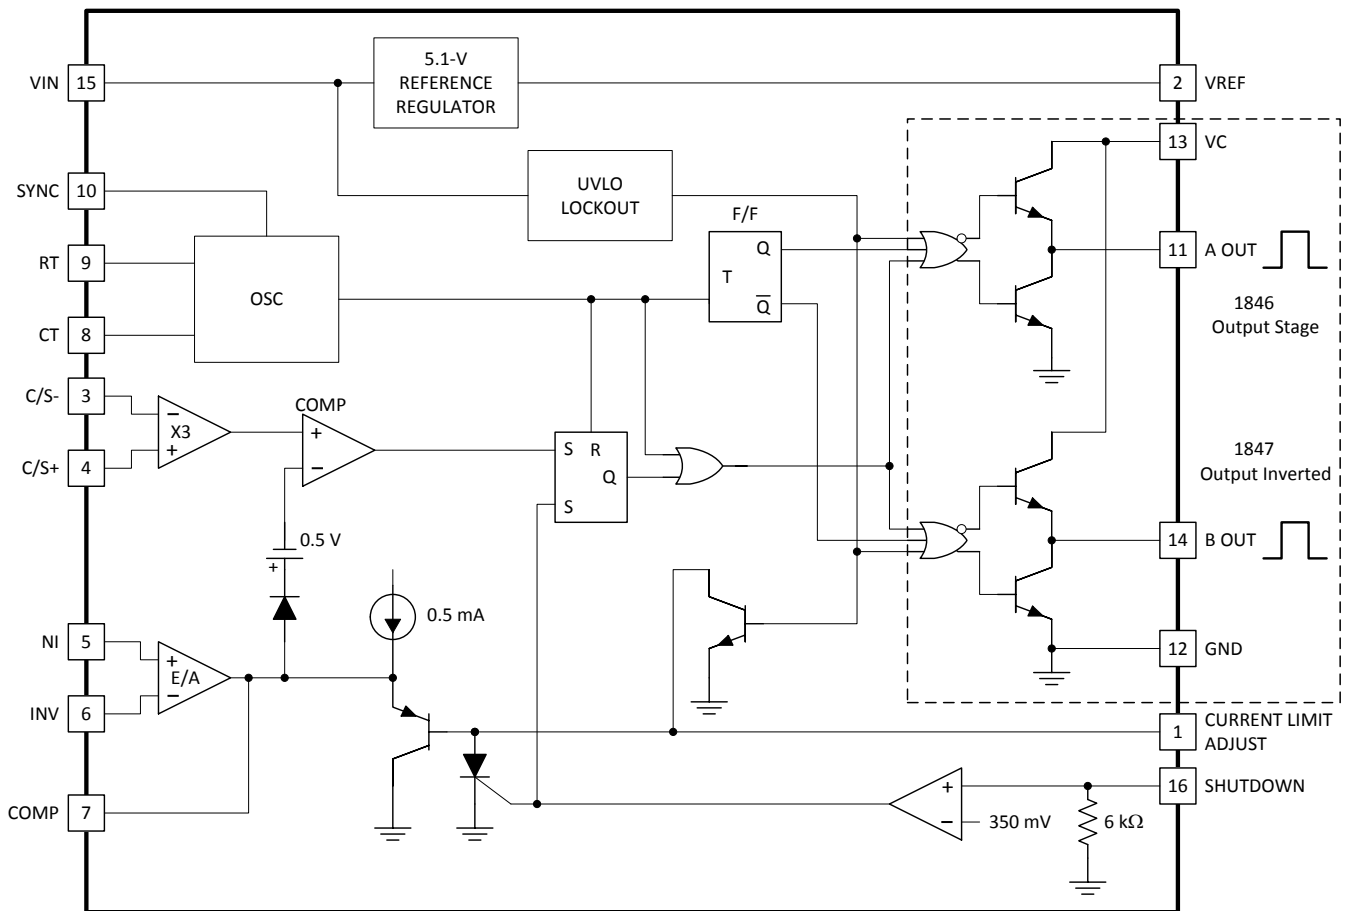 5.1-V
REFERENCE
REGULATOR
VIN
15
2
VREF
13
VC
UVLO
LOCKOUT
SYNC
10
F/F
Q
T
Q̅
RT
9
OSC
CT
8
11
A OUT
1846
Output Stage
C/S-
3
−
X3
+
C/S+
4
COMP
+
−
S
R
Q
S
1847
Output Inverted
0.5 V
+
14
B OUT
0.5 mA
NI
5
+
E/A
−
INV
6
12
GND
1
CURRENT LIMIT
ADJUST
COMP
7
16
SHUTDOWN
+
−
350 mV
6 kΩ